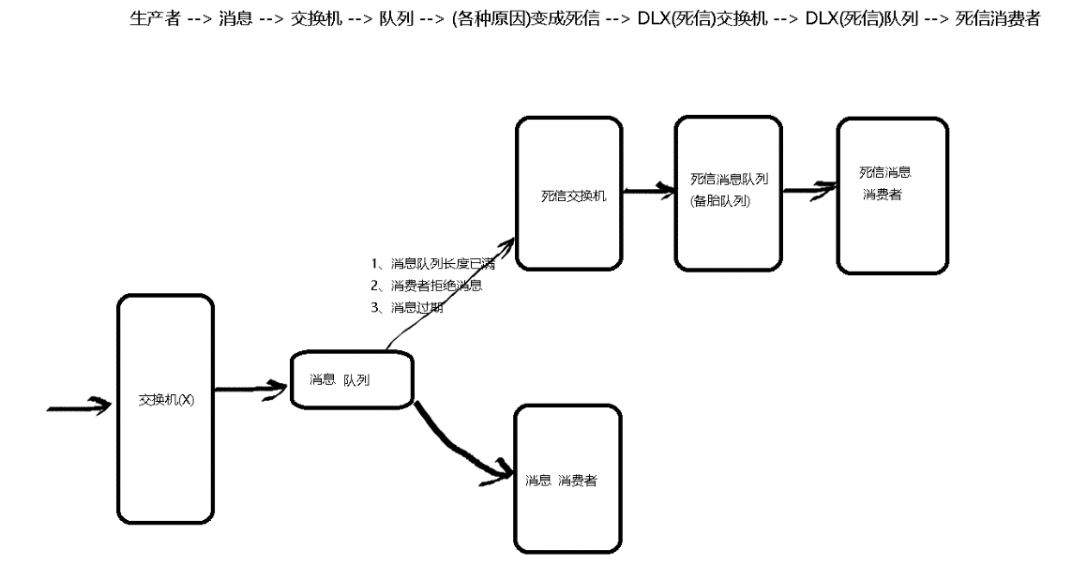 生产者 --> 消息 --> 交换机 --> 队列 --> (各种原因)变成死信 --> DLX(死信)交换机 --> DLX(死信)队列 --> 死信消费者
死信交换机
死信消息队列
(备胎队列)
死信消息
消费者
1、消息队列长度已满
2、消费者拒绝消息
3、消息过期
交换机(X)
消息 队列
消息 消费者